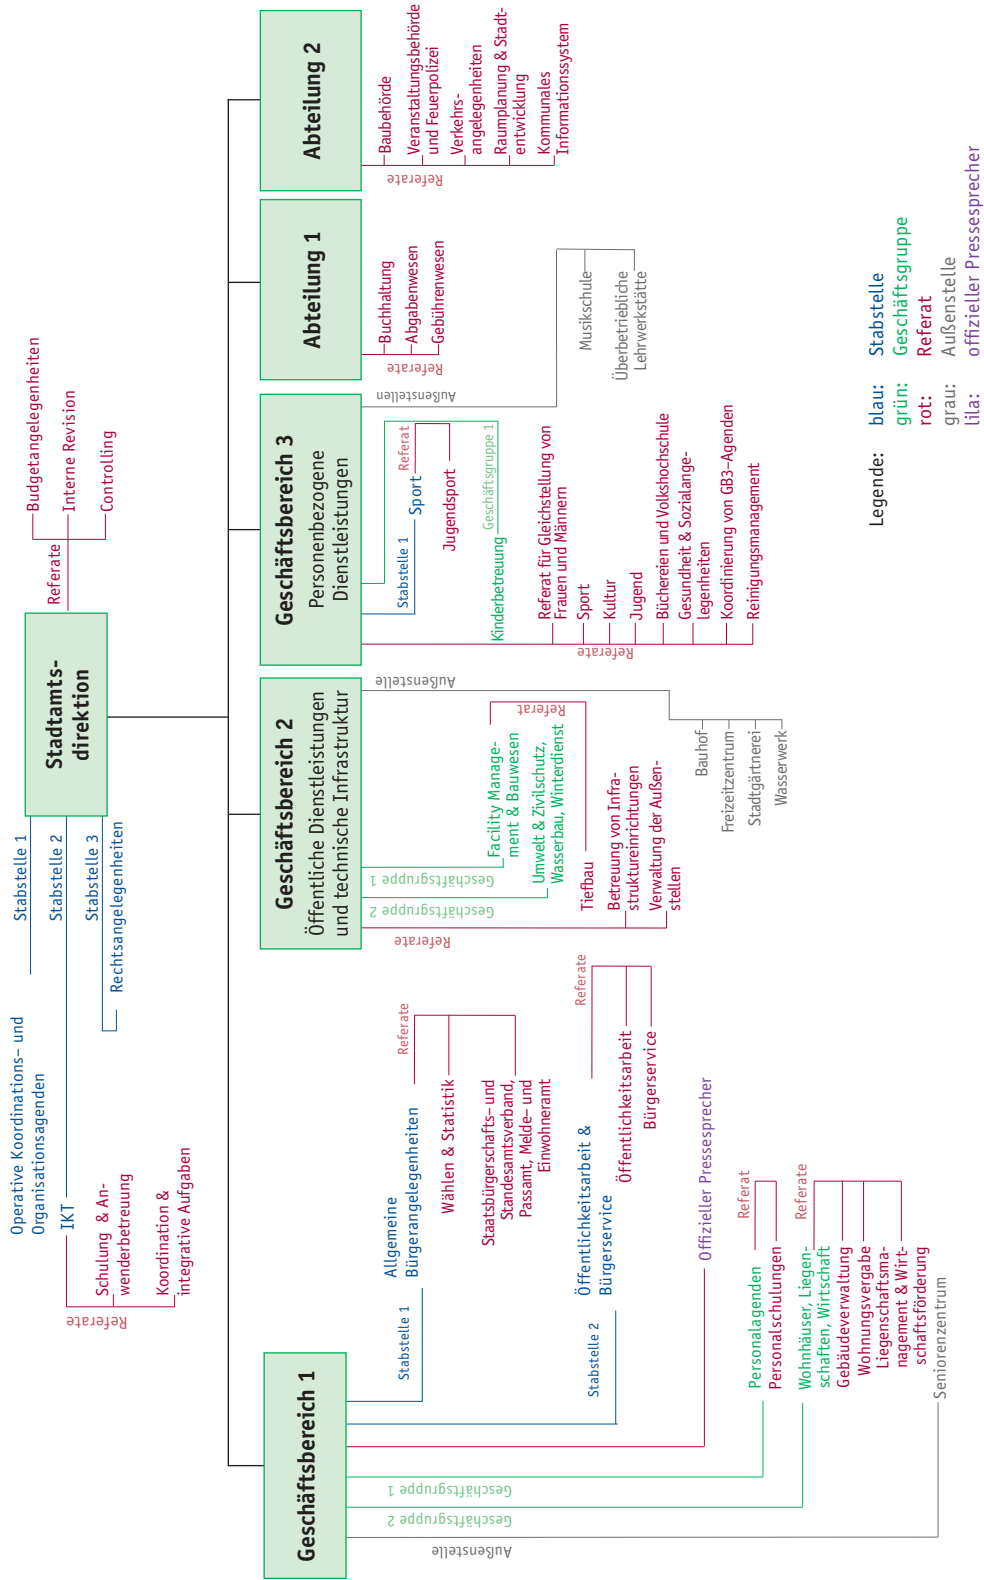 Stadtamts-
direktion
Stabstelle 1
Operative Koordinations– und
Organisationsagenden
Stabstelle 2
IKT
Referate
Schulung & An-
wenderbetreuung
Koordination &
integrative Aufgaben
Stabstelle 3
Rechtsangelegenheiten
Referate
Budgetangelegenheiten
Interne Revision
Controlling
Geschäftsbereich 1
Stabstelle 1
Allgemeine
Bürgerangelegenheiten
Referate
Wählen & Statistik
Staatsbürgerschafts– und
Standesamtsverband,
Passamt, Melde– und
Einwohneramt
Stabstelle 2
Öffentlichkeitsarbeit &
Bürgerservice
Referate
Öffentlichkeitsarbeit
Bürgerservice
Offizieller Pressesprecher
Geschäftsgruppe 1
Personalagenden
Referat
Personalschulungen
Geschäftsgruppe 2
Wohnhäuser, Liegen-
schaften, Wirtschaft
Referate
Gebäudeverwaltung
Wohnungsvergabe
Liegenschaftsma-
nagement & Wirt-
schaftsförderung
Außenstelle
Seniorenzentrum
Geschäftsbereich 2
Öffentliche Dienstleistungen
und technische Infrastruktur
Geschäftsgruppe 1
Facility Manage-
ment & Bauwesen
Referat
Tiefbau
Geschäftsgruppe 2
Umwelt & Zivilschutz,
Wasserbau, Winterdienst
Referate
Betreuung von Infra-
struktureinrichtungen
Verwaltung der Außen-
stellen
Außenstelle
Bauhof
Freizeitzentrum
Stadtgärtnerei
Wasserwerk
Geschäftsbereich 3
Personenbezogene
Dienstleistungen
Stabstelle 1
Sport
Referat
Jugendsport
Geschäftsgruppe 1
Kinderbetreuung
Referate
Referat für Gleichstellung von
Frauen und Männern
Sport
Kultur
Jugend
Büchereien und Volkshochschule
Gesundheit & Sozialange-
legenheiten
Koordinierung von GB3–Agenden
Reinigungsmanagement
Außenstellen
Musikschule
Überbetriebliche
Lehrwerkstätte
Abteilung 1
Referate
Buchhaltung
Abgabenwesen
Gebührenwesen
Abteilung 2
Referate
Baubehörde
Veranstaltungsbehörde
und Feuerpolizei
Verkehrs-
angelegenheiten
Raumplanung & Stadt-
entwicklung
Kommunales
Informationssystem
Legende:
blau: Stabstelle
grün: Geschäftsgruppe
rot: Referat
grau: Außenstelle
lila: offizieller Pressesprecher